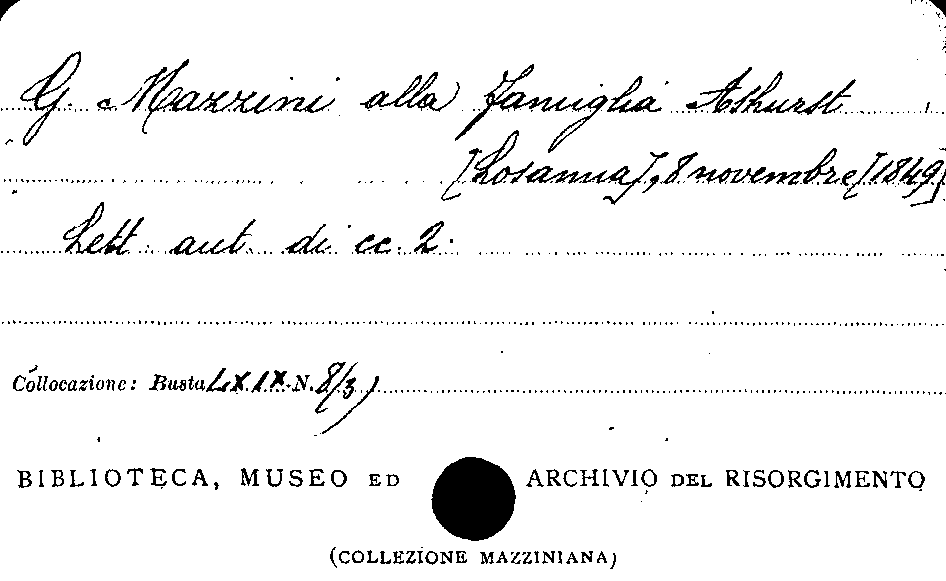 G. Mazzini alla famiglia Ashurst
[Losanna], 8 novembre [1849]
Lett. aut. di cc. 2.
Collocazione: Busta LXIX N. 8/3)
BIBLIOTECA, MUSEO ED ARCHIVIO DEL RISORGIMENTO
(COLLEZIONE MAZZINIANA)